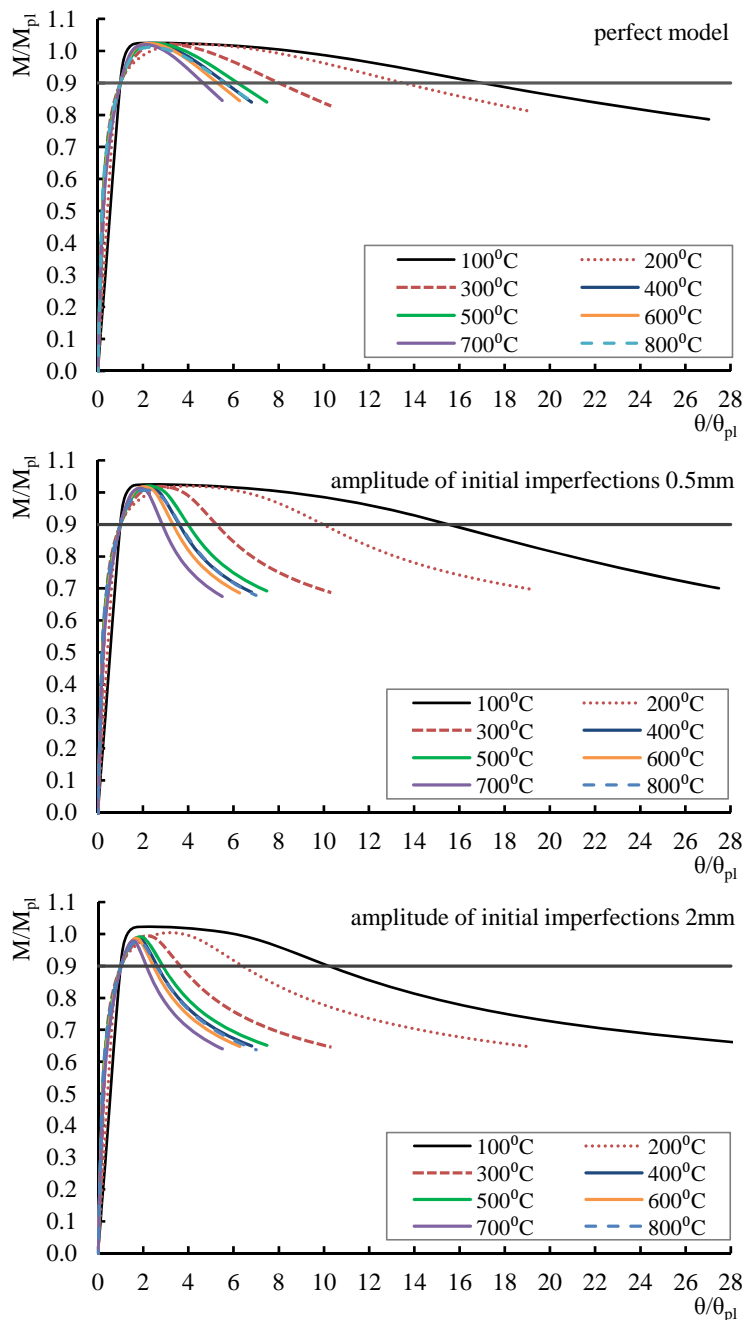 M/Mpl
perfect model
1.1
1.0
0.9
0.8
0.7
0.6
0.5
0.4
0.3
0.2
0.1
0.0
100⁰C 200⁰C
300⁰C 400⁰C
500⁰C 600⁰C
700⁰C 800⁰C
0 2 4 6 8 10 12 14 16 18 20 22 24 26 28
θ/θpl
M/Mpl
amplitude of initial imperfections 0.5mm
1.1
1.0
0.9
0.8
0.7
0.6
0.5
0.4
0.3
0.2
0.1
0.0
100⁰C 200⁰C
300⁰C 400⁰C
500⁰C 600⁰C
700⁰C 800⁰C
0 2 4 6 8 10 12 14 16 18 20 22 24 26 28
θ/θpl
M/Mpl
amplitude of initial imperfections 2mm
1.1
1.0
0.9
0.8
0.7
0.6
0.5
0.4
0.3
0.2
0.1
0.0
100⁰C 200⁰C
300⁰C 400⁰C
500⁰C 600⁰C
700⁰C 800⁰C
0 2 4 6 8 10 12 14 16 18 20 22 24 26 28
θ/θpl